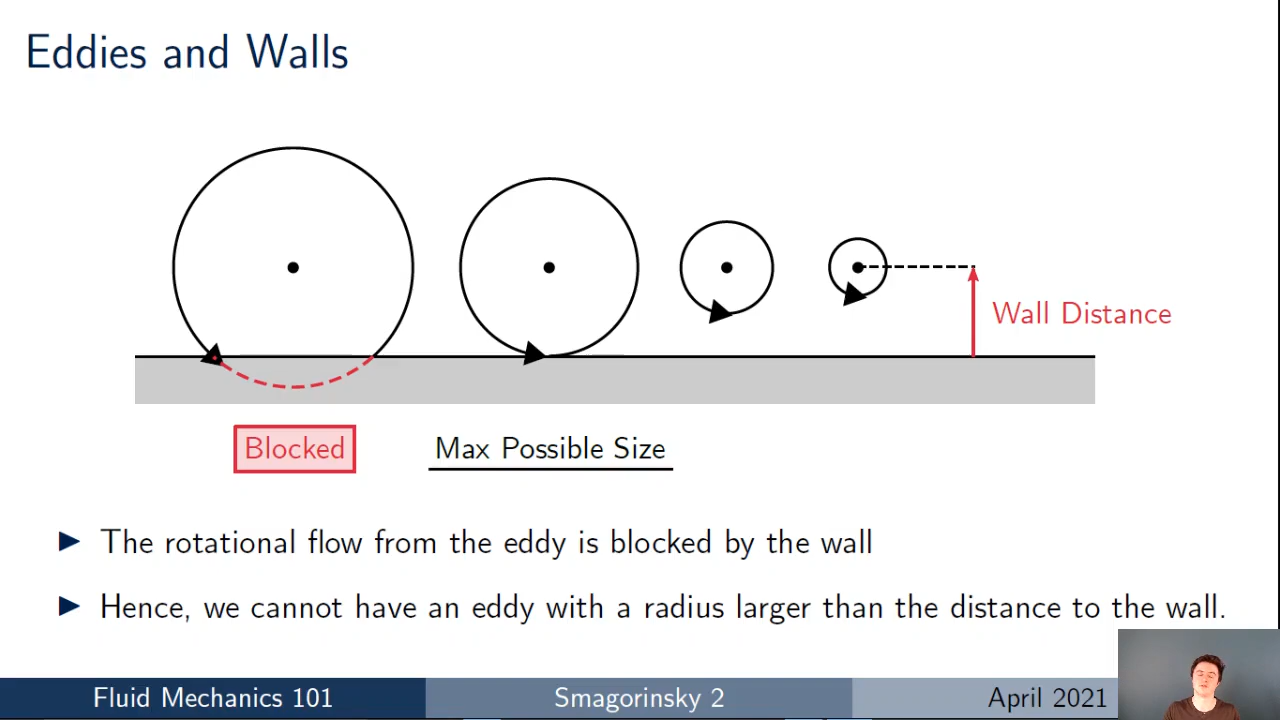 Eddies and Walls
Wall Distance
Blocked
Max Possible Size
The rotational flow from the eddy is blocked by the wall
Hence, we cannot have an eddy with a radius larger than the distance to the wall.
Fluid Mechanics 101
Smagorinsky 2
April 2021